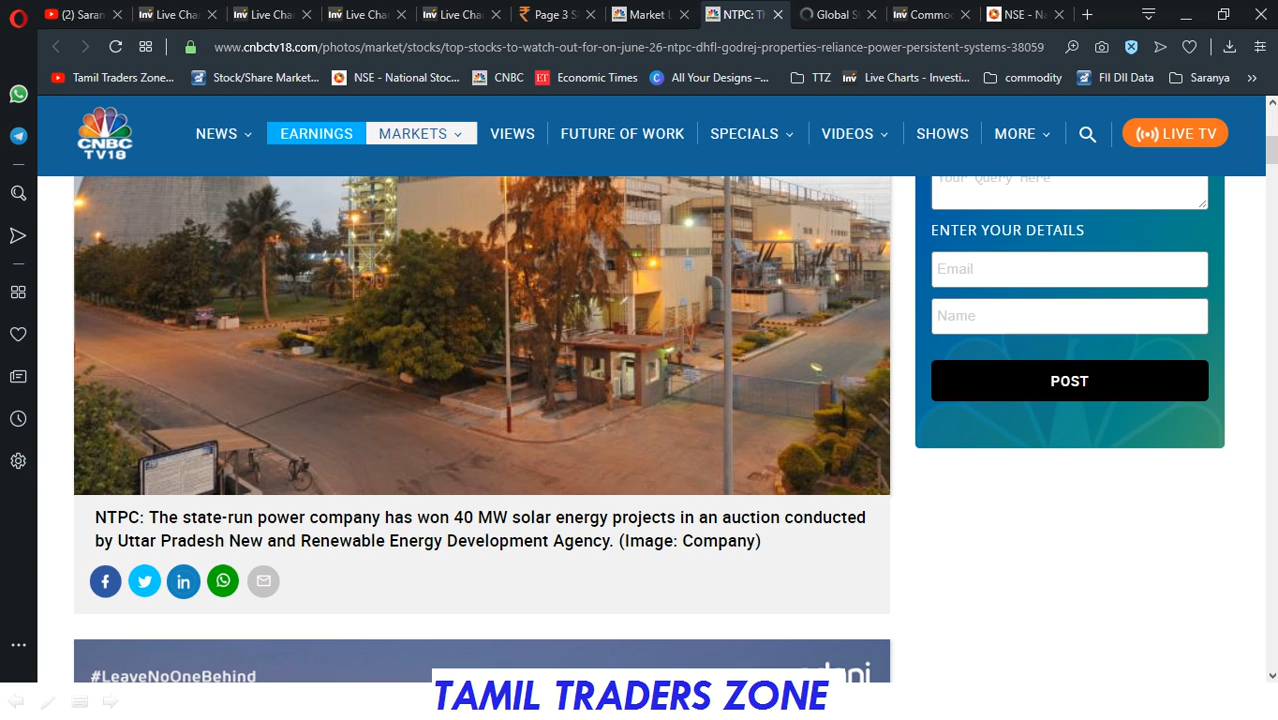 (2) Saran
Live Cha
Live Cha
Live Cha
Live Cha
Page 3 S
Market L
NTPC: Th
Global S
Commo
NSE - Na
www.cnbctv18.com/photos/market/stocks/top-stocks-to-watch-out-for-on-june-26-ntpc-dhfl-godrej-properties-reliance-power-persistent-systems-38059
Tamil Traders Zone...
Stock/Share Market...
NSE - National Stoc...
CNBC
ET Economic Times
All Your Designs –...
TTZ
Inv Live Charts - Investi...
commodity
FII DII Data
Saranya
CNBC
TV18
NEWS
EARNINGS
MARKETS
VIEWS
FUTURE OF WORK
SPECIALS
VIDEOS
SHOWS
MORE
LIVE TV
Your Query Here
ENTER YOUR DETAILS
Email
Name
POST
NTPC: The state-run power company has won 40 MW solar energy projects in an auction conducted
by Uttar Pradesh New and Renewable Energy Development Agency. (Image: Company)
#LeaveNoOneBehind
TAMIL TRADERS ZONE